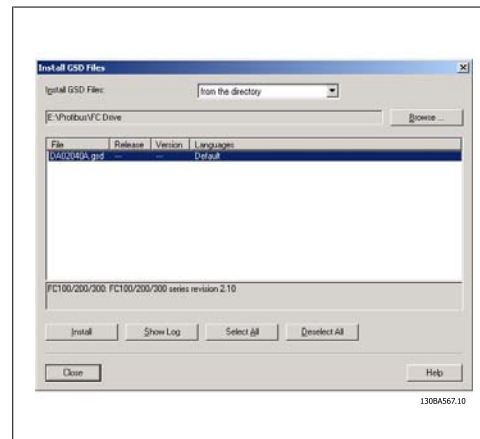 Install GSD Files
Install GSD Files: from the directory
E:\Profibus\FC Drive Browse ...
File Release Version Languages
DA02040A.gsd --- --- Default
FC100/200/300: FC100/200/300 series revision 2.10
Install Show Log Select All Deselect All
Close Help
130BA567.10